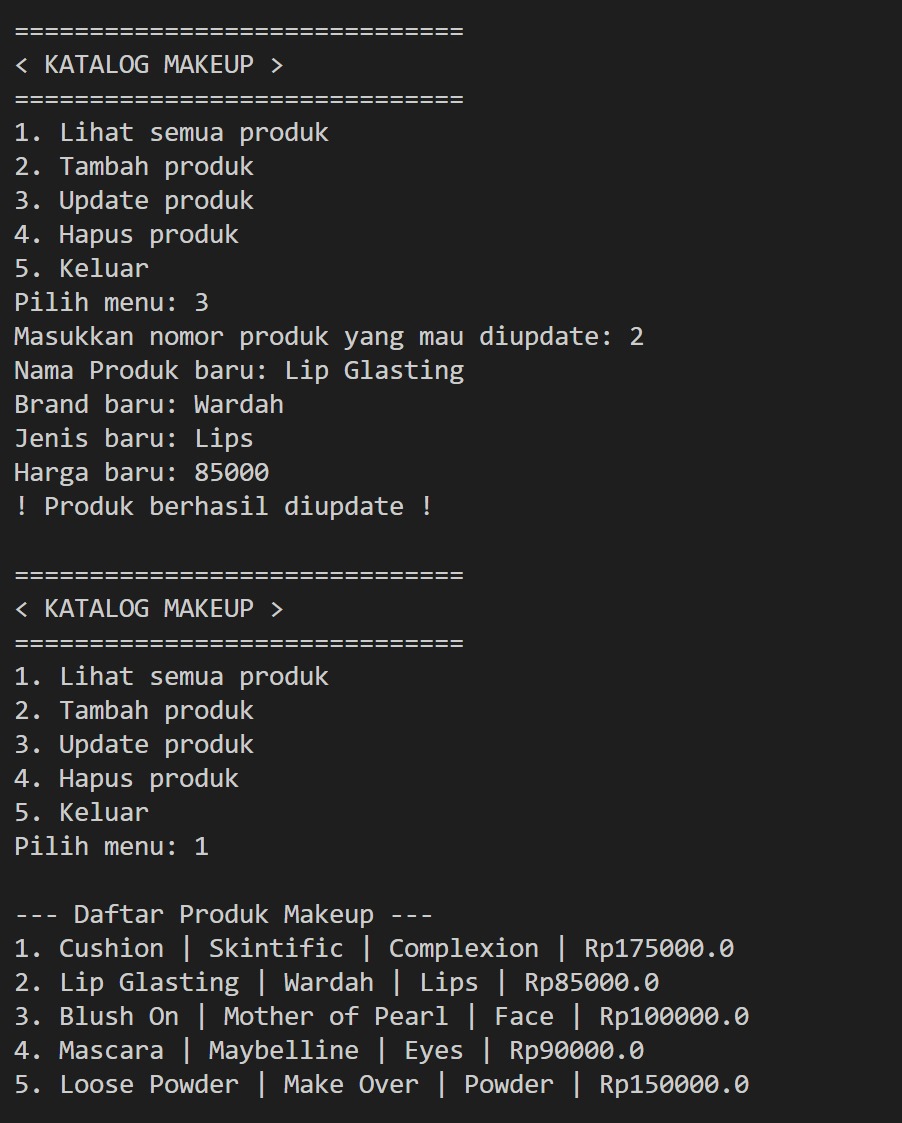 ==============================
< KATALOG MAKEUP >
==============================
1. Lihat semua produk
2. Tambah produk
3. Update produk
4. Hapus produk
5. Keluar
Pilih menu: 3
Masukkan nomor produk yang mau diupdate: 2
Nama Produk baru: Lip Glasting
Brand baru: Wardah
Jenis baru: Lips
Harga baru: 85000
! Produk berhasil diupdate !

==============================
< KATALOG MAKEUP >
==============================
1. Lihat semua produk
2. Tambah produk
3. Update produk
4. Hapus produk
5. Keluar
Pilih menu: 1

--- Daftar Produk Makeup ---
1. Cushion | Skintific | Complexion | Rp175000.0
2. Lip Glasting | Wardah | Lips | Rp85000.0
3. Blush On | Mother of Pearl | Face | Rp100000.0
4. Mascara | Maybelline | Eyes | Rp90000.0
5. Loose Powder | Make Over | Powder | Rp150000.0